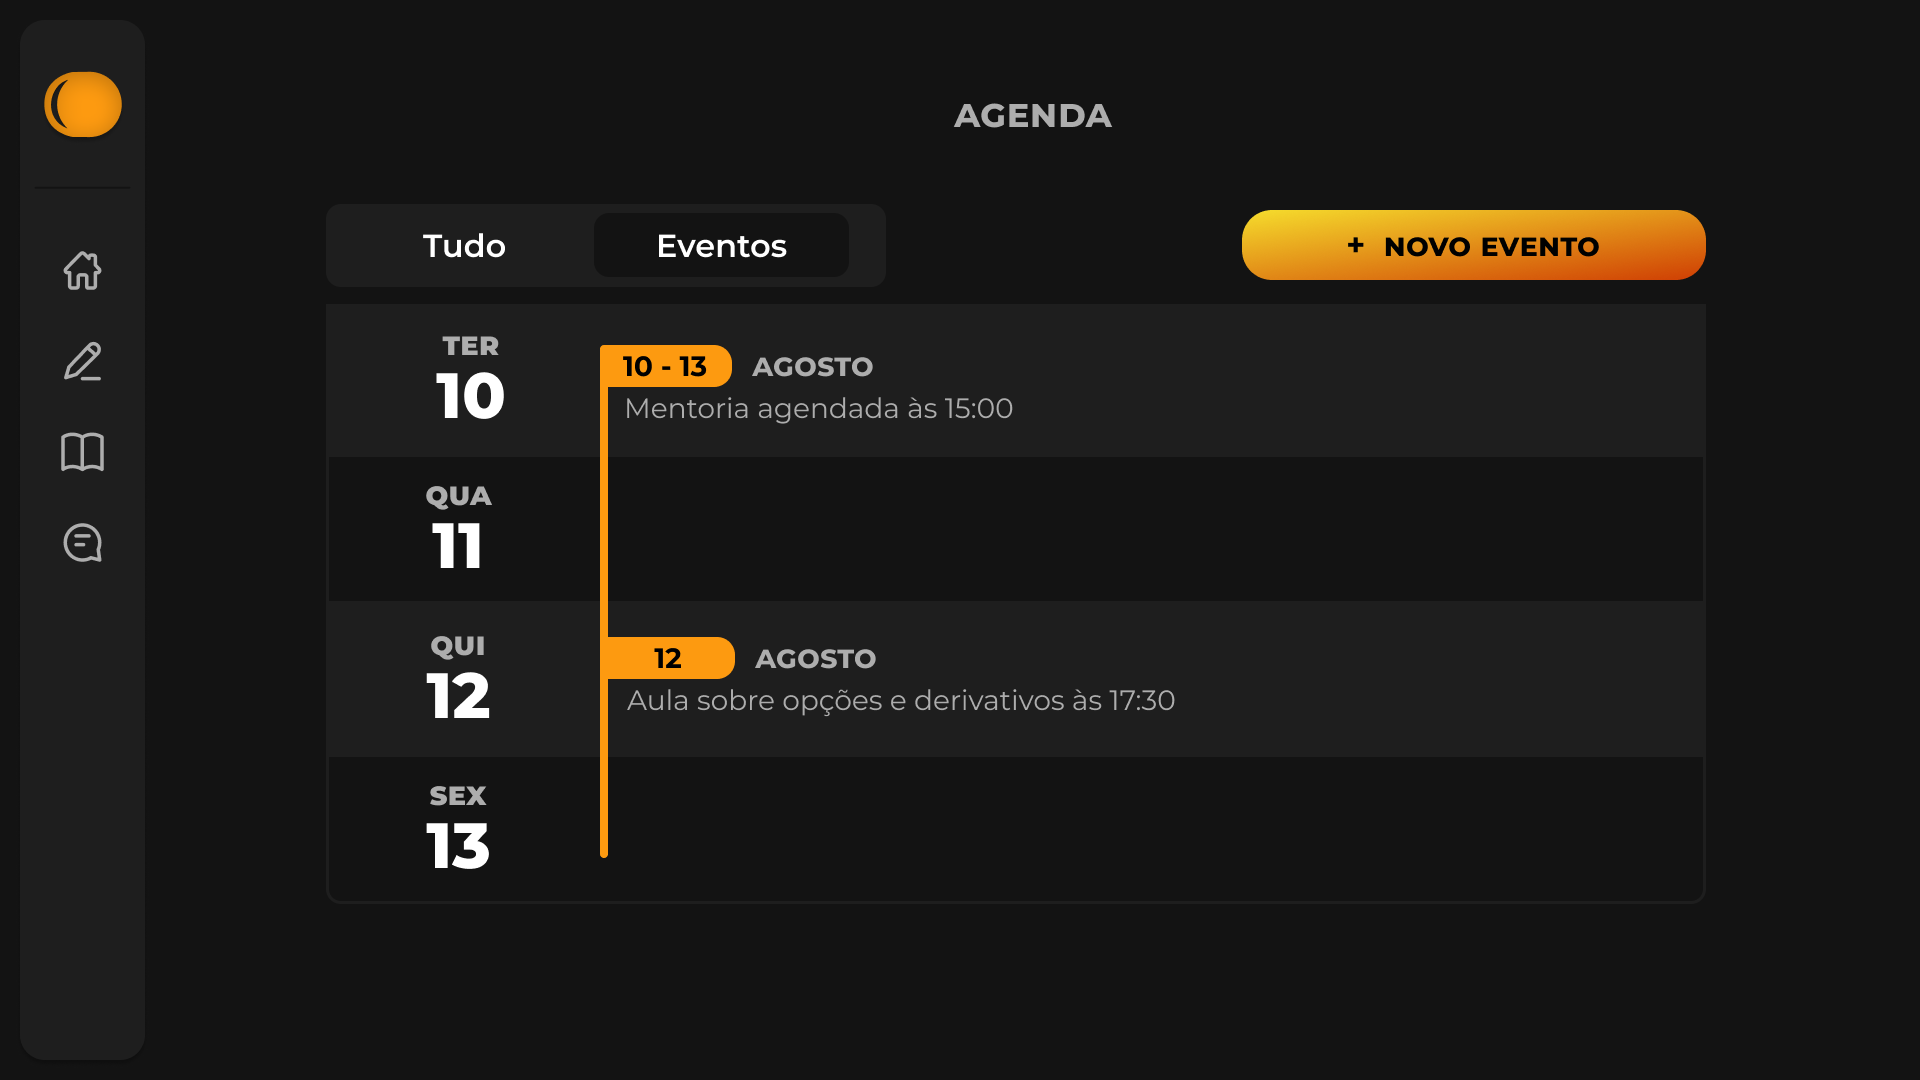 AGENDA
Tudo
Eventos
+ NOVO EVENTO
TER
10
10 - 13 AGOSTO
Mentoria agendada às 15:00
QUA
11
QUI
12
12 AGOSTO
Aula sobre opções e derivativos às 17:30
SEX
13